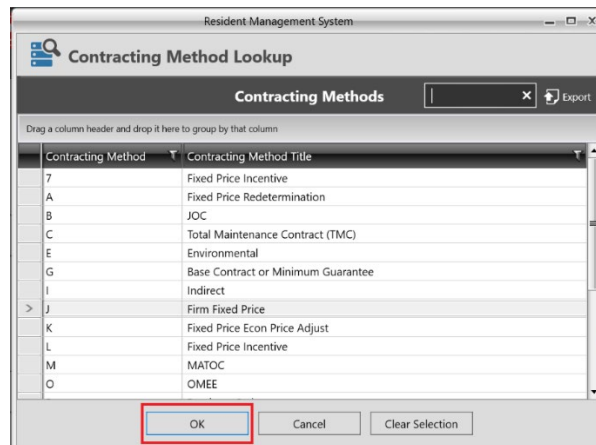 Resident Management System
Contracting Method Lookup
Contracting Methods
Export
Drag a column header and drop it here to group by that column
Contracting Method Contracting Method Title
7 Fixed Price Incentive
A Fixed Price Redetermination
B JOC
C Total Maintenance Contract (TMC)
E Environmental
G Base Contract or Minimum Guarantee
I Indirect
> J Firm Fixed Price
K Fixed Price Econ Price Adjust
L Fixed Price Incentive
M MATOC
O OMEE
OK Cancel Clear Selection